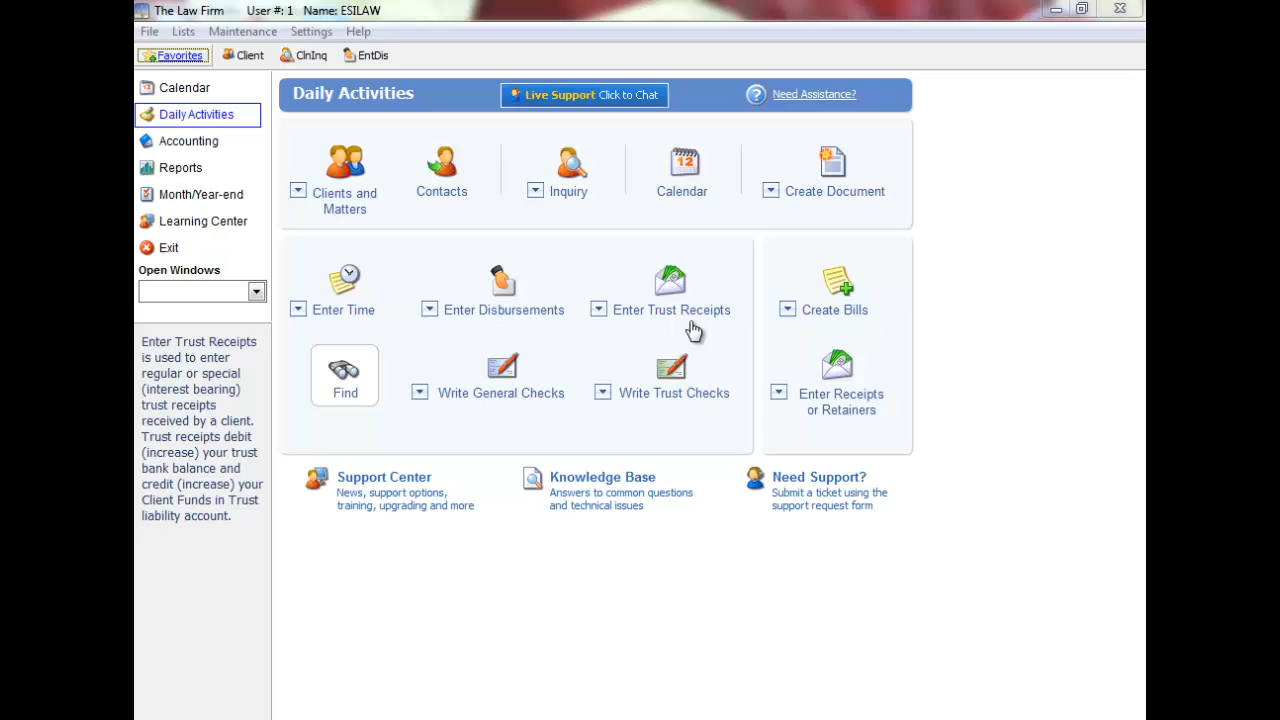 The Law Firm User #: 1 Name: ESILAW
File Lists Maintenance Settings Help
Favorites Client ClnInq EntDis
Calendar
Daily Activities
Accounting
Reports
Month/Year-end
Learning Center
Exit
Open Windows
Enter Trust Receipts
is used to enter
regular or special
(interest bearing)
trust receipts
received by a client.
Trust receipts debit
(increase) your trust
bank balance and
credit (increase) your
Client Funds in Trust
liability account.
Daily Activities
Live Support Click to Chat
Need Assistance?
Clients and
Matters
Contacts
Inquiry
12
Calendar
Create Document
Enter Time
Enter Disbursements
Enter Trust Receipts
Create Bills
Find
Write General Checks
Write Trust Checks
Enter Receipts
or Retainers
Support Center
News, support options,
training, upgrading and more
Knowledge Base
Answers to common questions
and technical issues
Need Support?
Submit a ticket using the
support request form